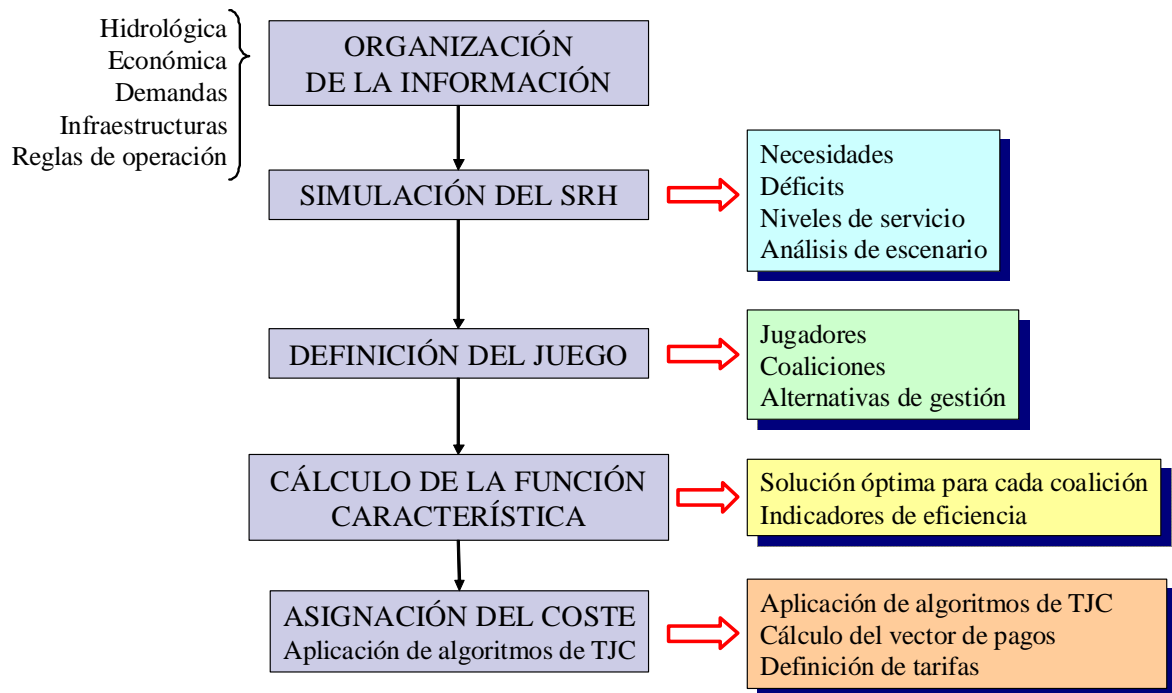 Hidrológica
Económica
Demandas
Infraestructuras
Reglas de operación
ORGANIZACIÓN
DE LA INFORMACIÓN
SIMULACIÓN DEL SRH
Necesidades
Déficits
Niveles de servicio
Análisis de escenario
DEFINICIÓN DEL JUEGO
Jugadores
Coaliciones
Alternativas de gestión
CÁLCULO DE LA FUNCIÓN
CARACTERÍSTICA
Solución óptima para cada coalición
Indicadores de eficiencia
ASIGNACIÓN DEL COSTE
Aplicación de algoritmos de TJC
Aplicación de algoritmos de TJC
Cálculo del vector de pagos
Definición de tarifas